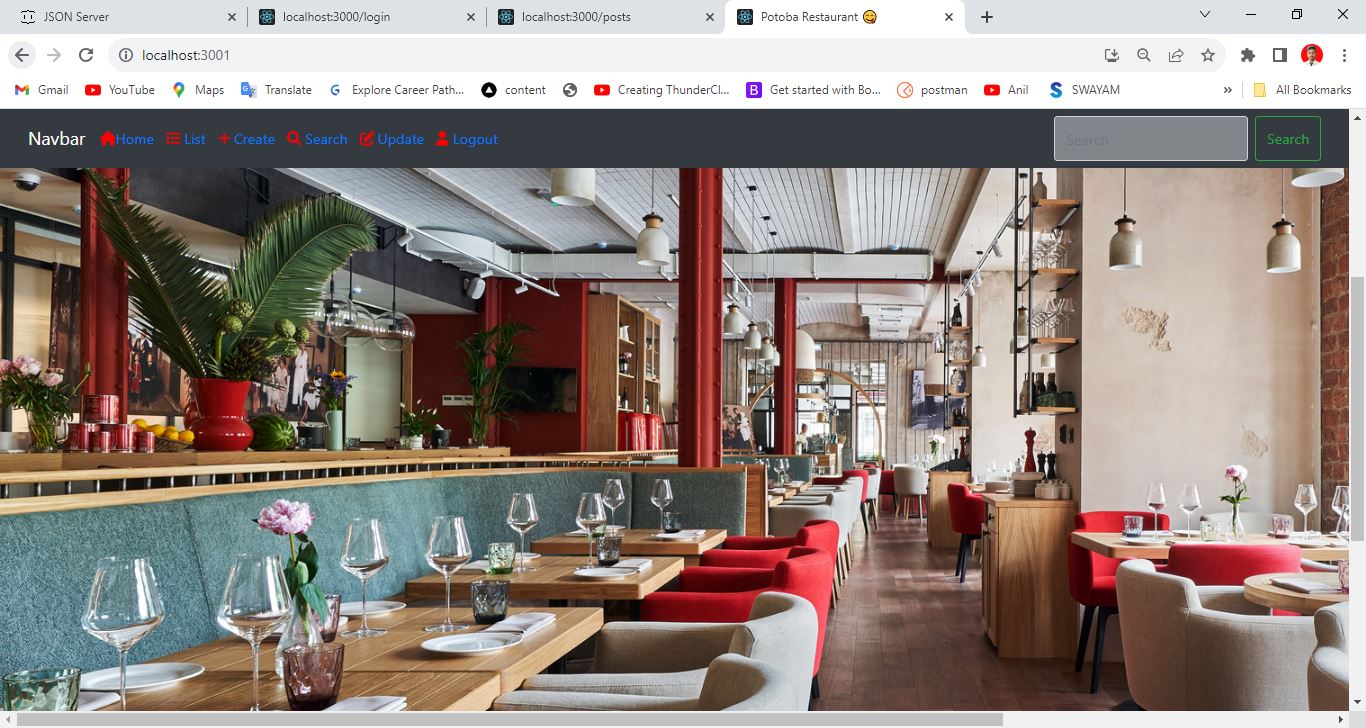 JSON Server
localhost:3000/login
localhost:3000/posts
Potoba Restaurant 😋
localhost:3001
Gmail YouTube Maps Translate Explore Career Path... content Creating ThunderCl... Get started with Bo... postman Anil SWAYAM » All Bookmarks
Navbar Home List Create Search Update Logout Search Search